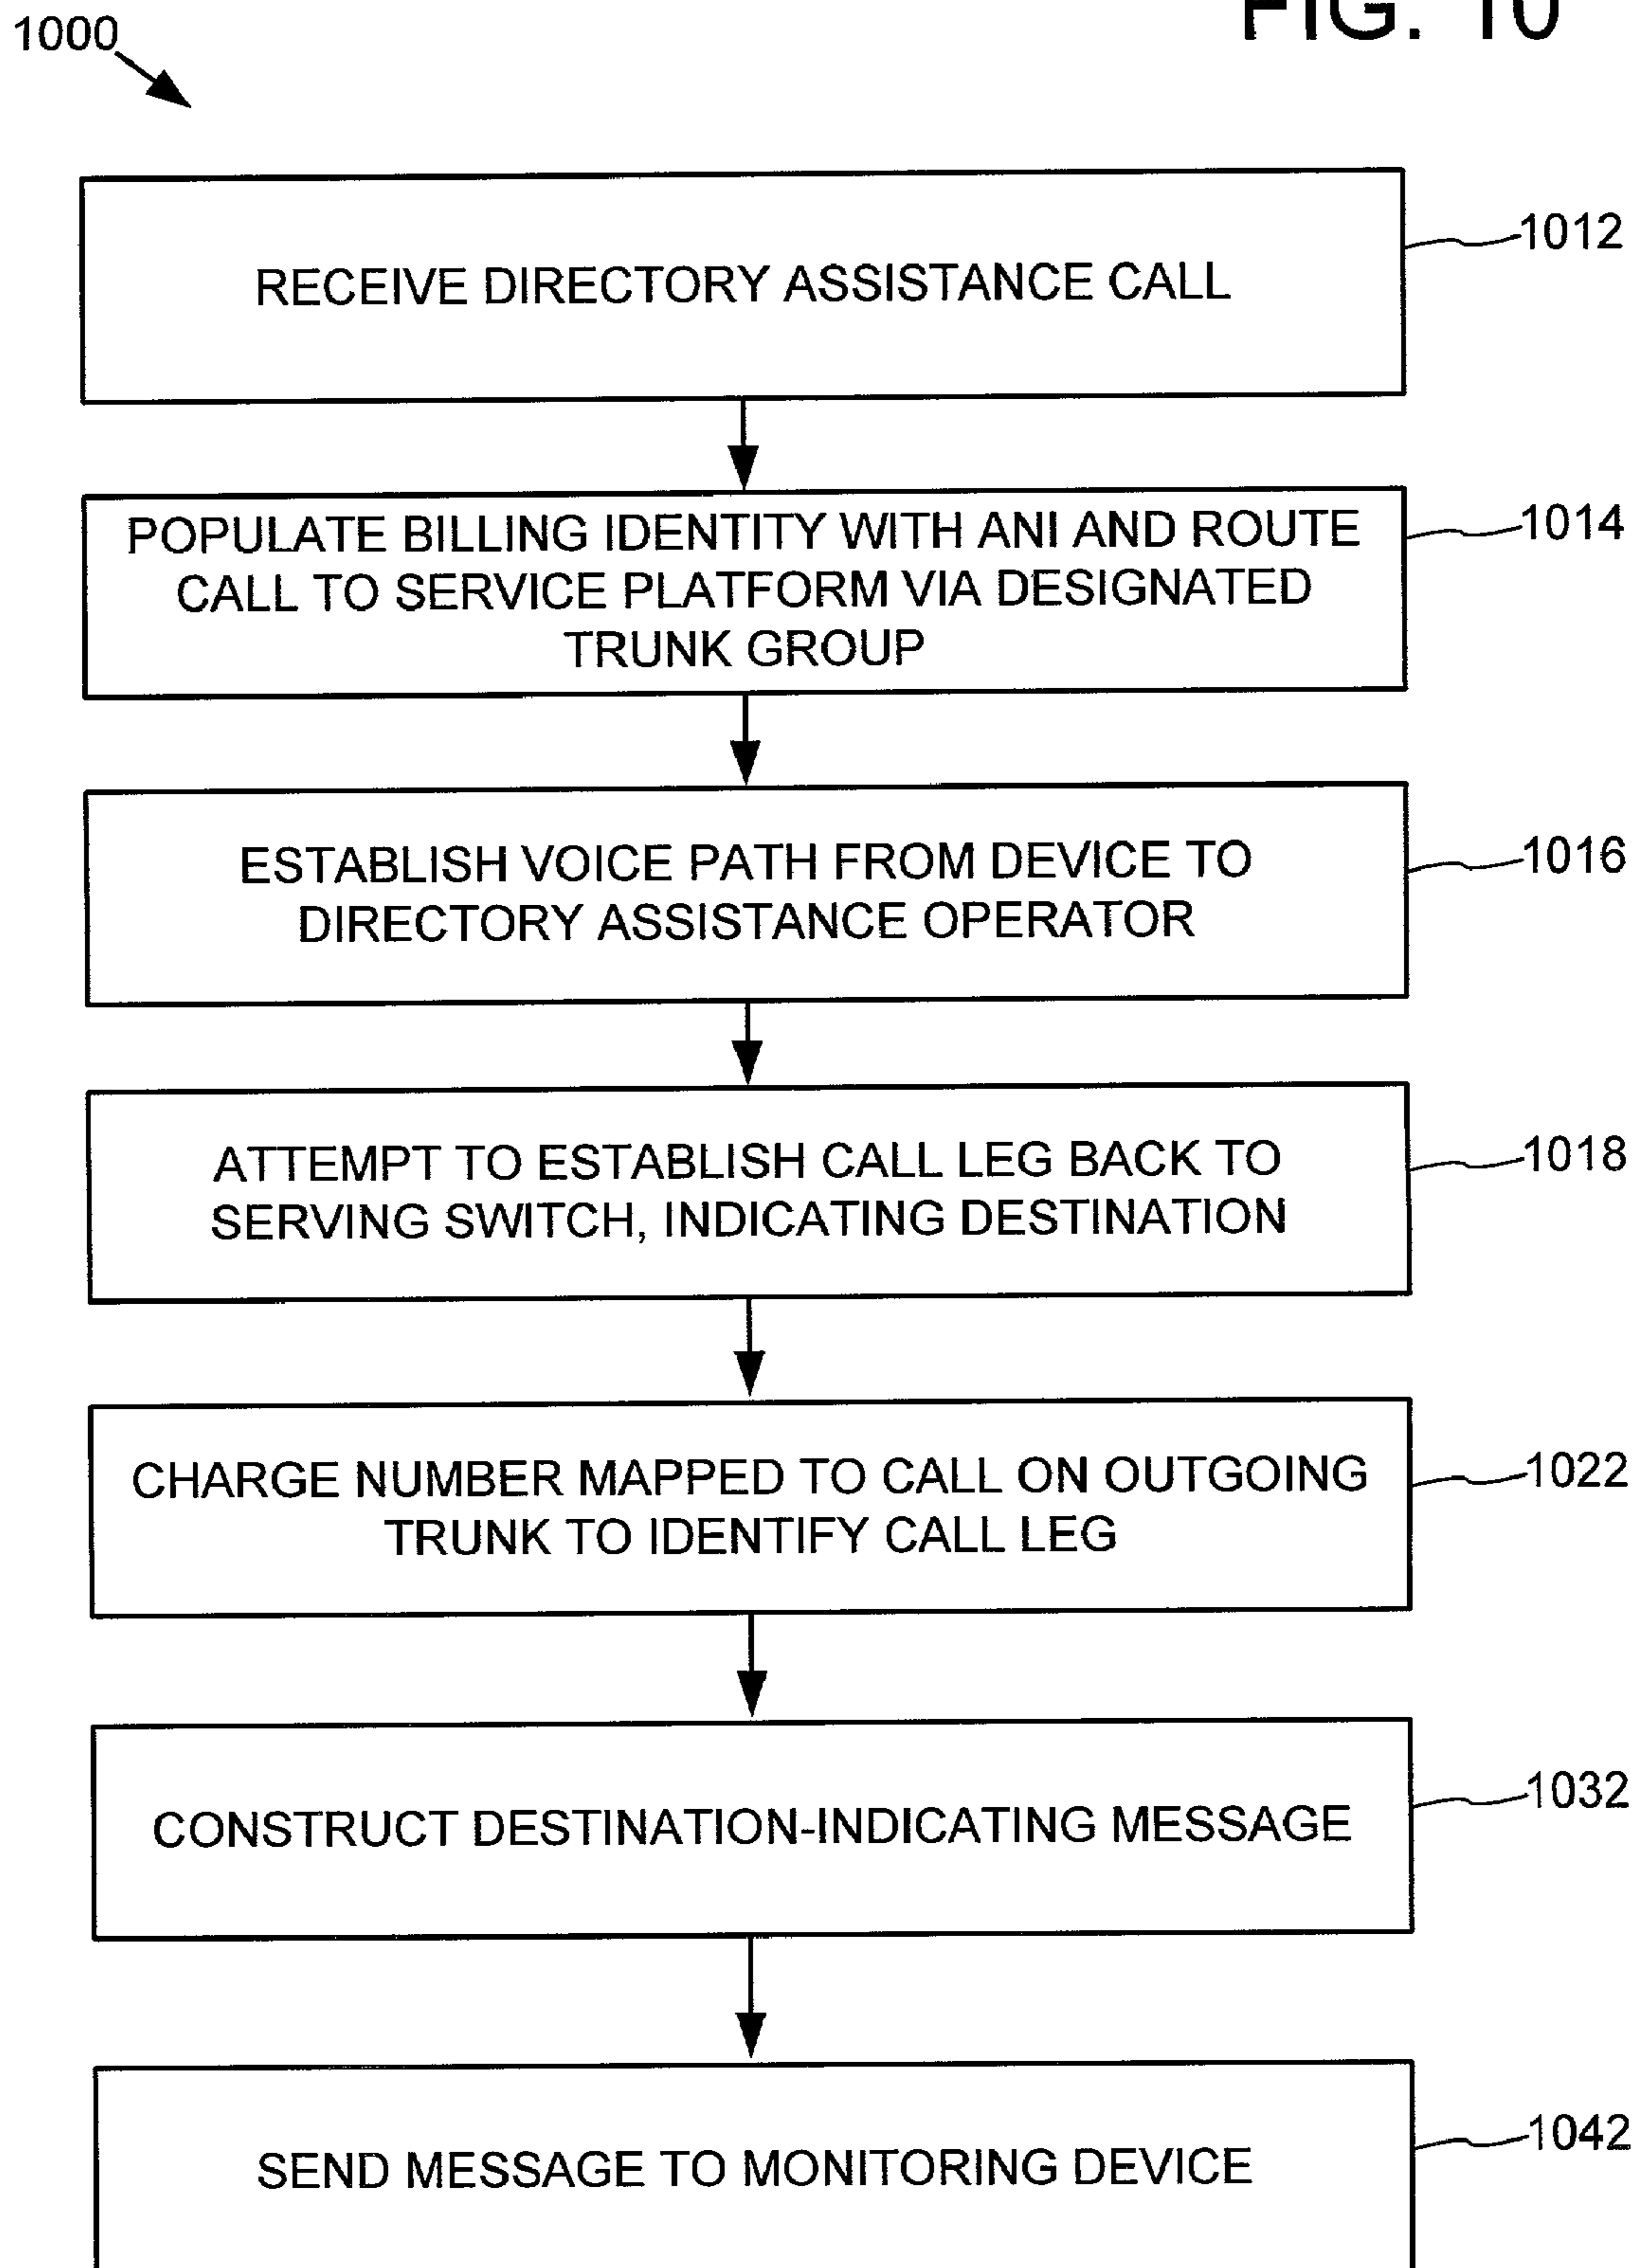 FIG. 10
1000
RECEIVE DIRECTORY ASSISTANCE CALL
1012
POPULATE BILLING IDENTITY WITH ANI AND ROUTE
CALL TO SERVICE PLATFORM VIA DESIGNATED
TRUNK GROUP
1014
ESTABLISH VOICE PATH FROM DEVICE TO
DIRECTORY ASSISTANCE OPERATOR
1016
ATTEMPT TO ESTABLISH CALL LEG BACK TO
SERVING SWITCH, INDICATING DESTINATION
1018
CHARGE NUMBER MAPPED TO CALL ON OUTGOING
TRUNK TO IDENTIFY CALL LEG
1022
CONSTRUCT DESTINATION-INDICATING MESSAGE
1032
SEND MESSAGE TO MONITORING DEVICE
1042